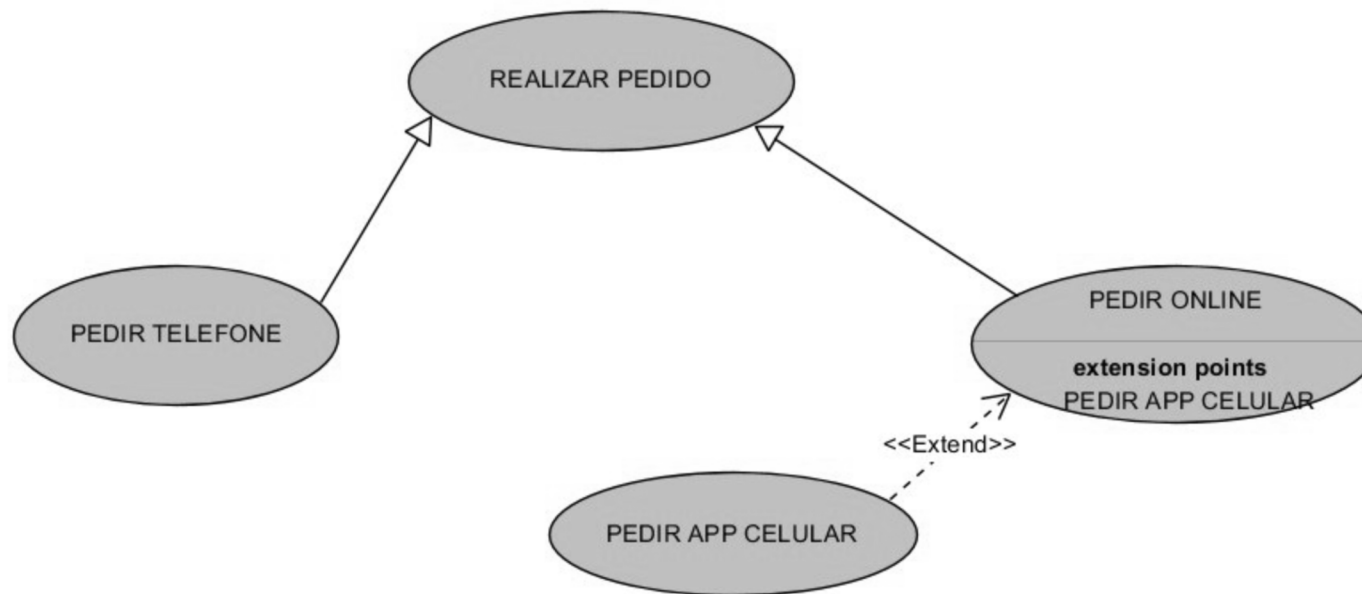 REALIZAR PEDIDO
PEDIR TELEFONE
PEDIR ONLINE
extension points
PEDIR APP CELULAR
<<Extend>>
PEDIR APP CELULAR